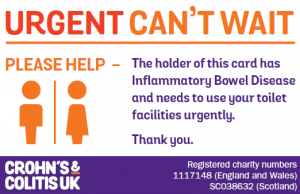 URGENT CAN'T WAIT
PLEASE HELP –
The holder of this card has
Inflammatory Bowel Disease
and needs to use your toilet
facilities urgently.
Thank you.
CROHN'S &
COLITIS UK
Registered charity numbers
1117148 (England and Wales)
SC038632 (Scotland)